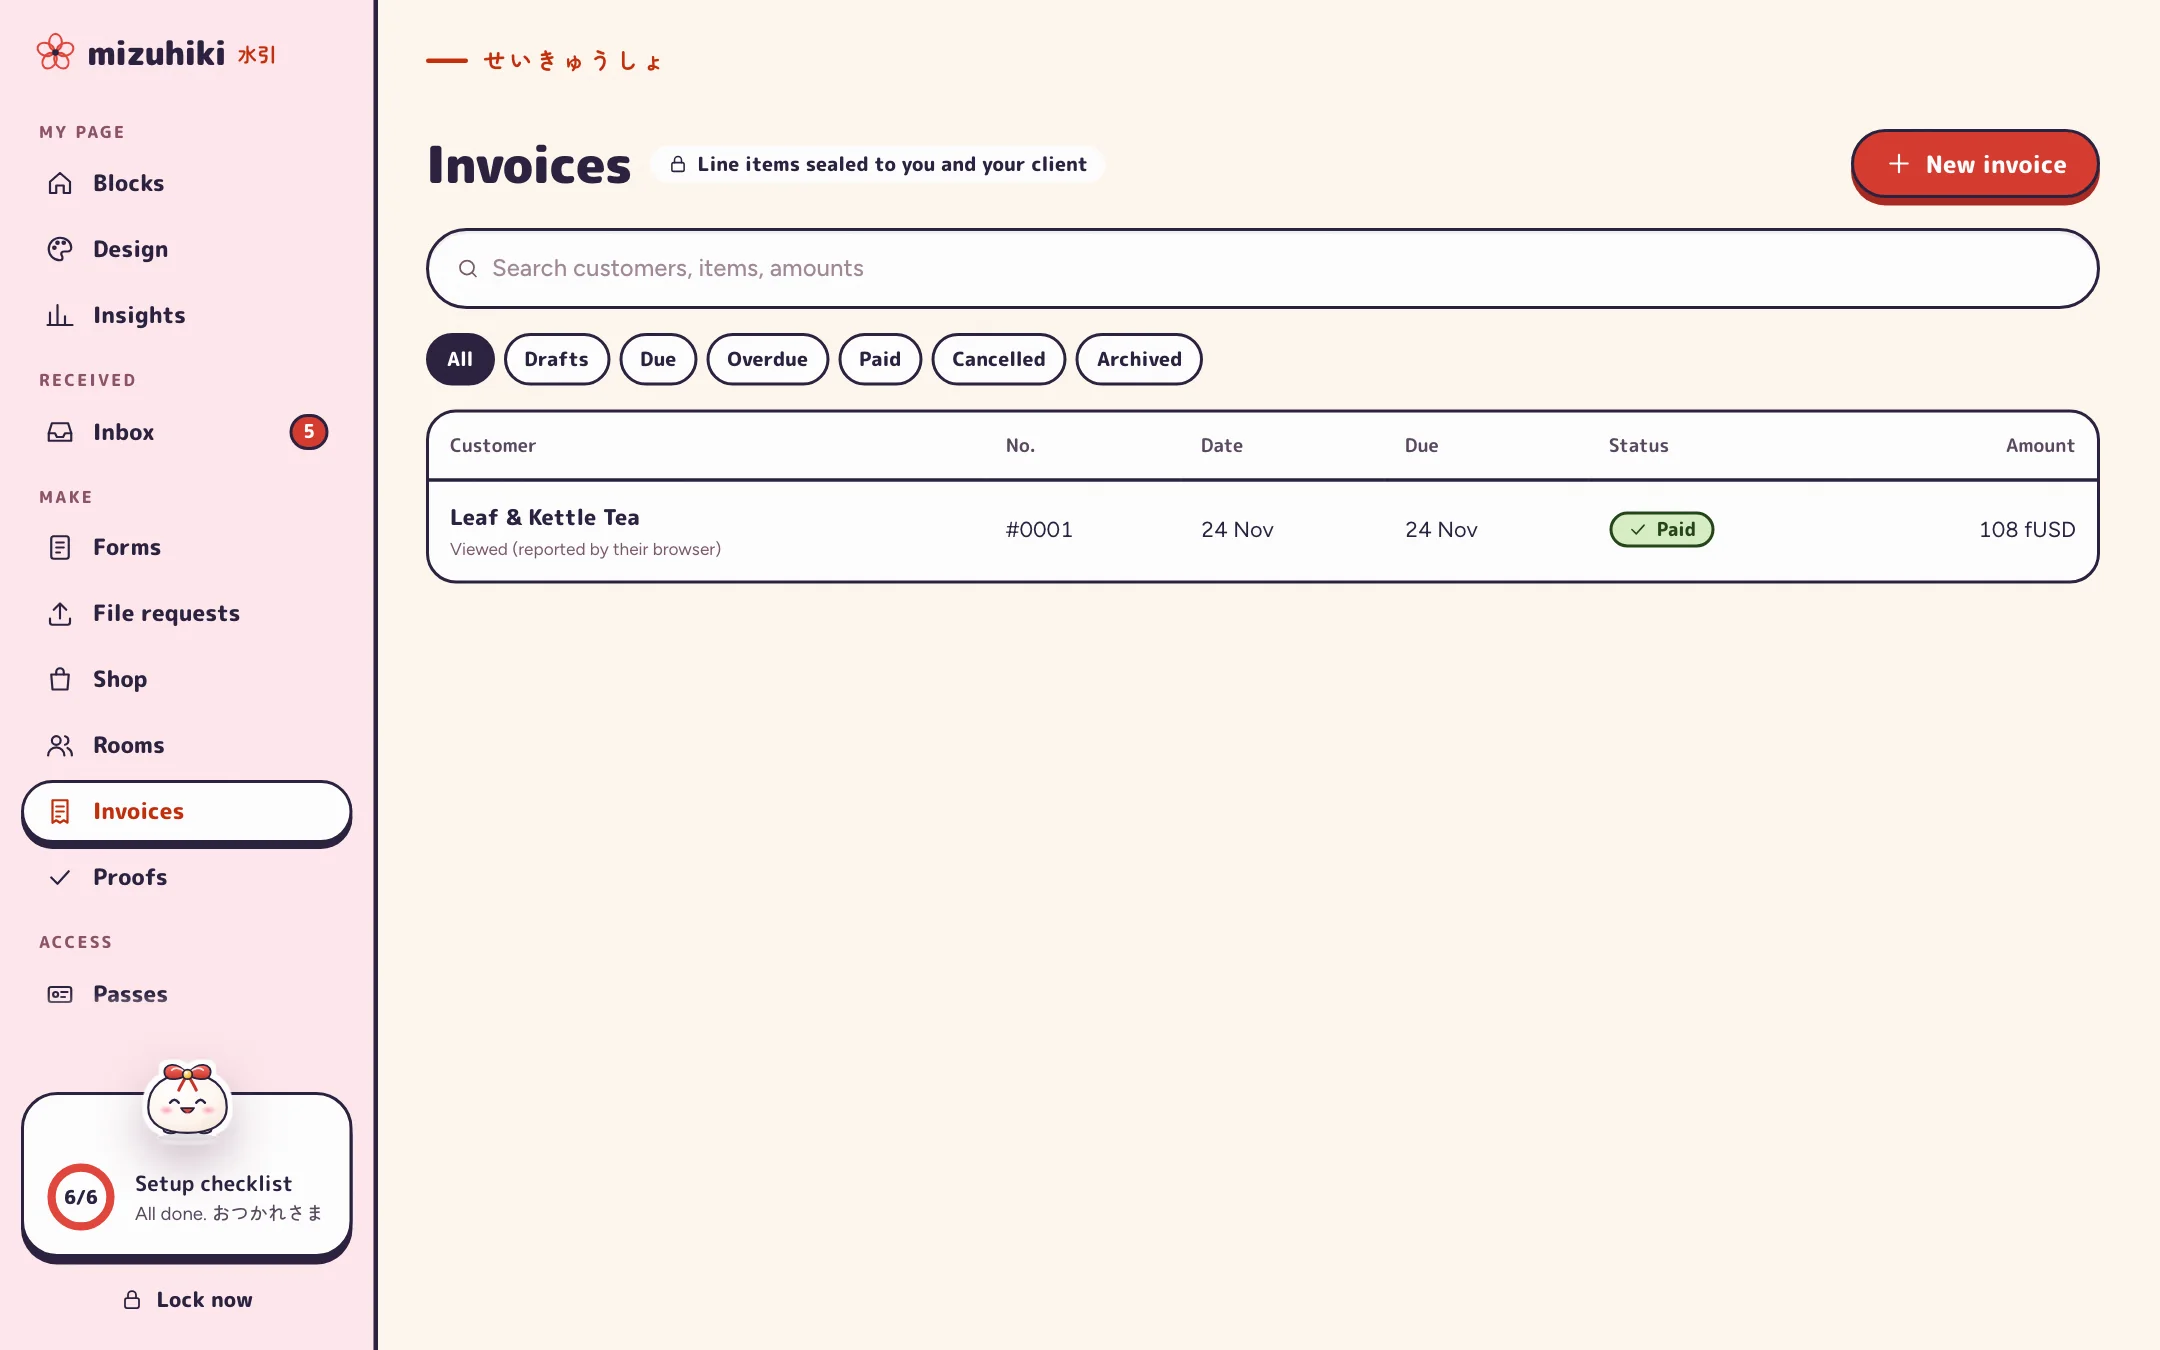 mizuhiki 水引
MY PAGE
Blocks
Design
Insights
RECEIVED
Inbox 5
MAKE
Forms
File requests
Shop
Rooms
Invoices
Proofs
ACCESS
Passes
6/6
Setup checklist
All done. おつかれさま
Lock now
せいきゅうしょ
Invoices
Line items sealed to you and your client
New invoice
Search customers, items, amounts
All Drafts Due Overdue Paid Cancelled Archived
Customer No. Date Due Status Amount
Leaf & Kettle Tea #0001 24 Nov 24 Nov Paid 108 fUSD
Viewed (reported by their browser)